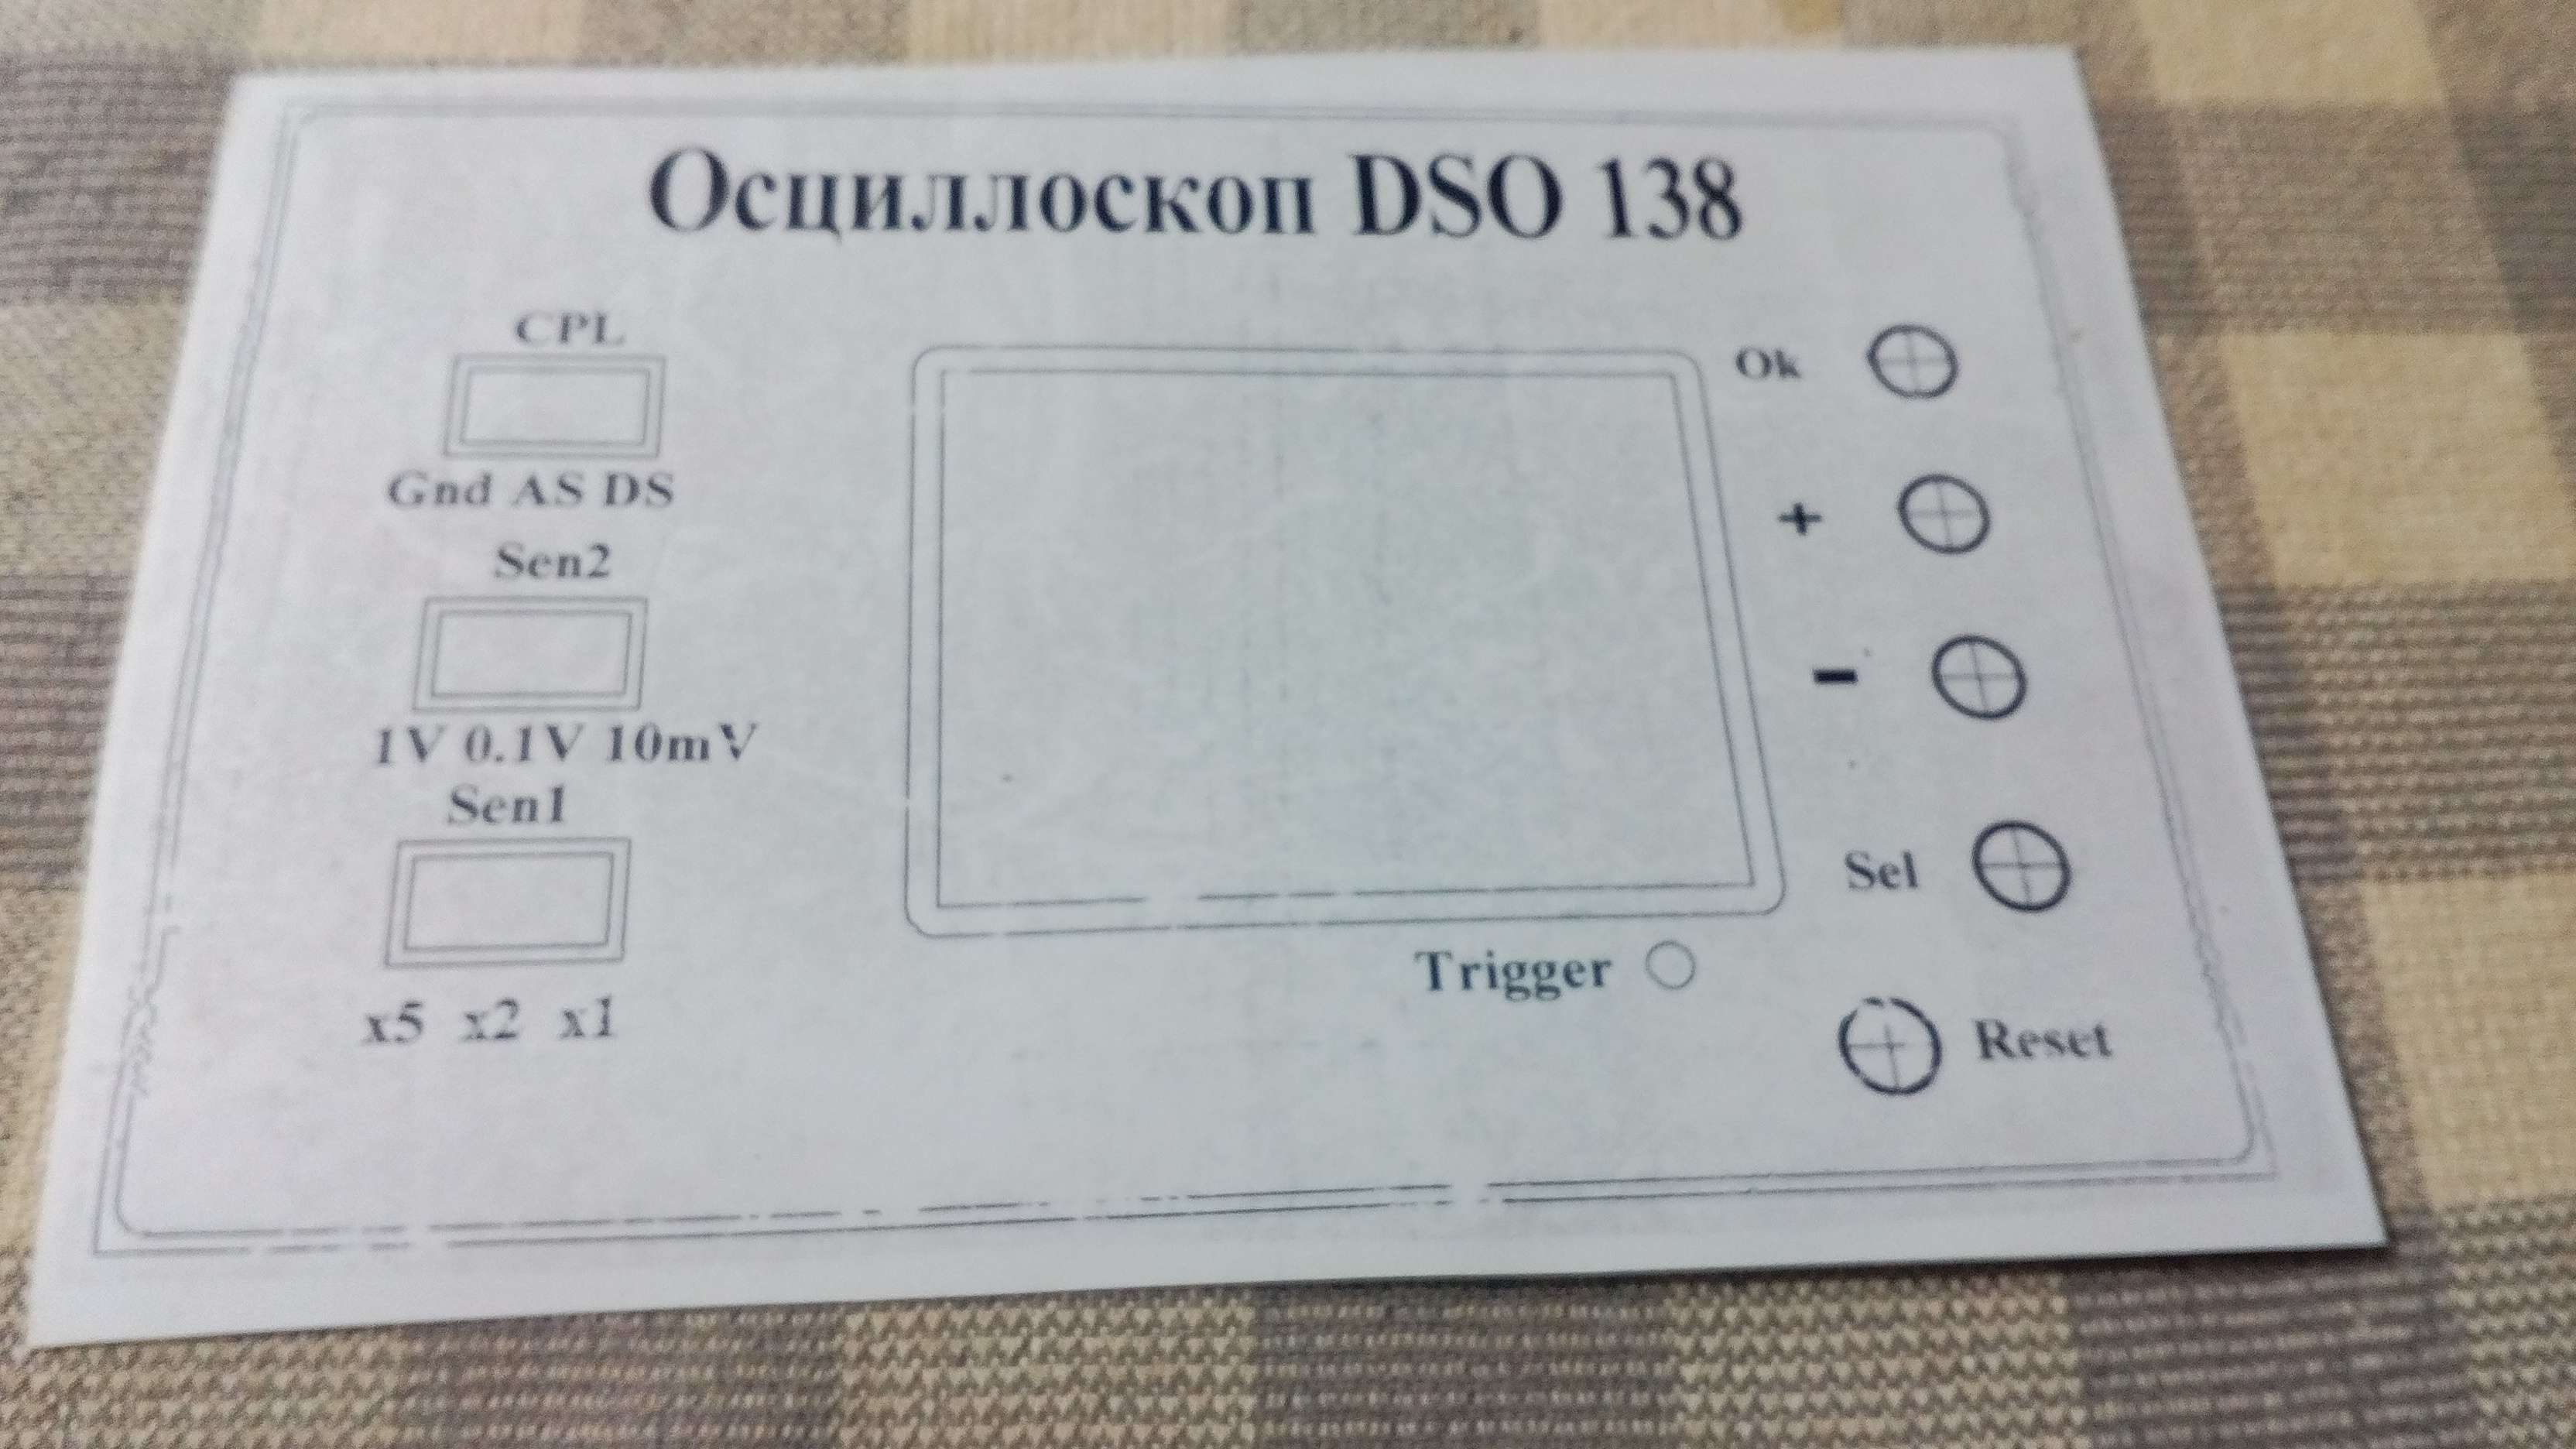 Осциллоскоп DSO 138
CPL
Gnd AS DS
Sen2
1V 0.1V 10mV
Sen1
x5 x2 x1
Ok
+
-
Sel
Trigger
Reset